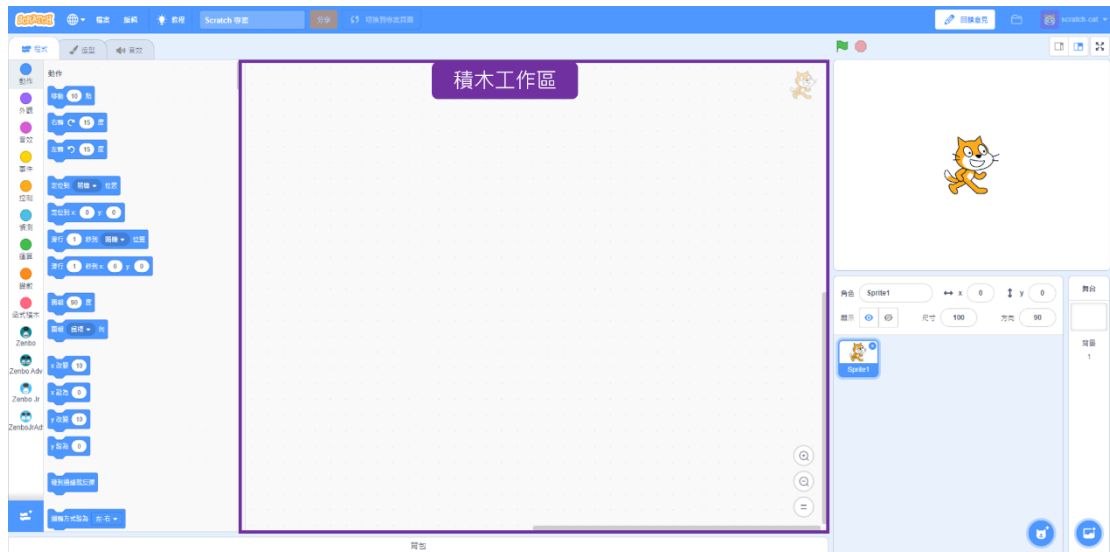 SCRATCH 檔案 編輯 教程 Scratch 專案 分享 切換到專案頁面 回饋意見 scratch-cat
程式 造型 音效
積木工作區
動作
外觀
音效
事件
控制
偵測
運算
變數
函式積木
Zenbo
Zenbo Adv
Zenbo Jr
ZenboJrAd
動作
移動 10 點
右轉 15 度
左轉 15 度
定位到 隨機 位置
定位到 x: 0 y: 0
滑行 1 秒到 隨機 位置
滑行 1 秒到 x: 0 y: 0
面朝 90 度
面朝 鼠標 向
x 改變 10
x 設為 0
y 改變 10
y 設為 0
碰到邊緣就反彈
迴轉方式設為 左-右
角色 Sprite1 x 0 y 0
顯示 尺寸 100 方向 90
Sprite1
舞台
背景
1
背包